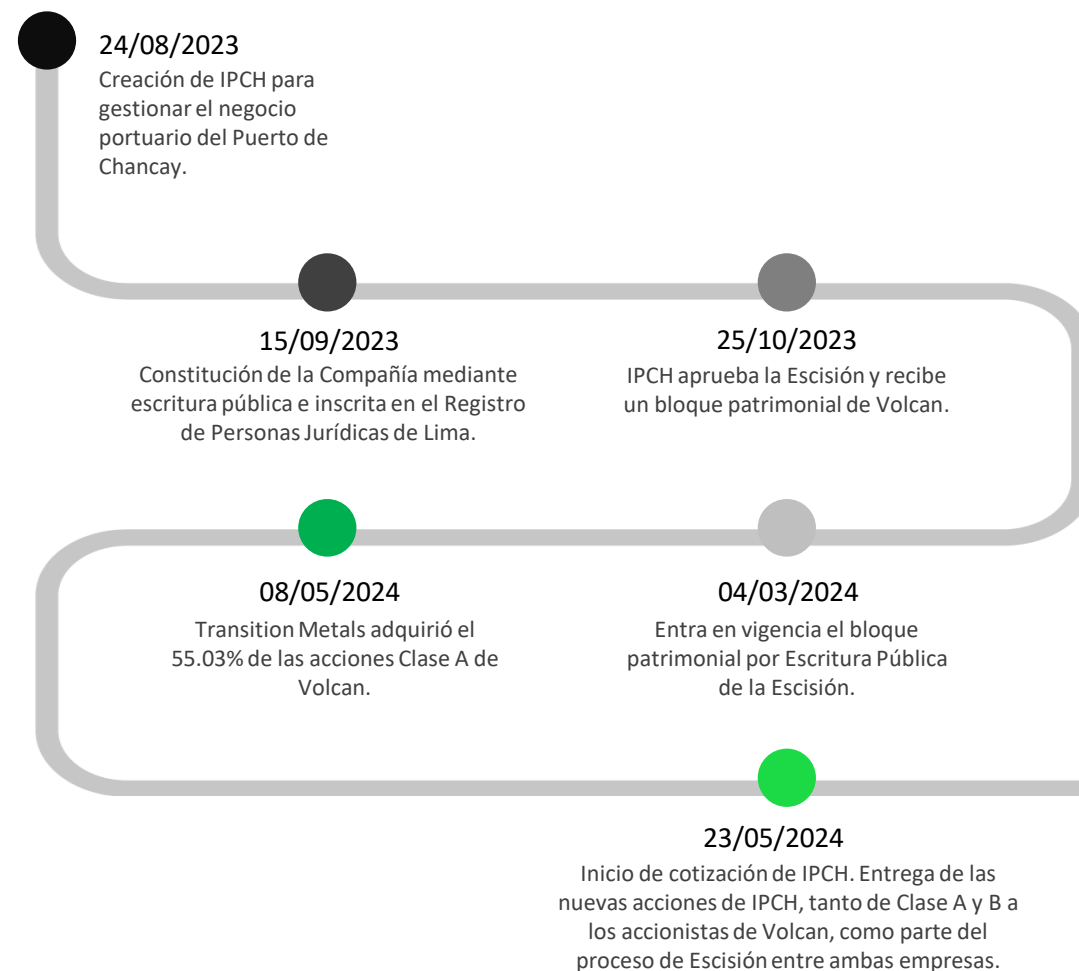 24/08/2023
Creación de IPCH para
gestionar el negocio
portuario del Puerto de
Chancay.
15/09/2023
Constitución de la Compañía mediante
escritura pública e inscrita en el Registro
de Personas Jurídicas de Lima.
25/10/2023
IPCH aprueba la Escisión y recibe
un bloque patrimonial de Volcan.
04/03/2024
Entra en vigencia el bloque
patrimonial por Escritura Pública
de la Escisión.
08/05/2024
Transition Metals adquirió el
55.03% de las acciones Clase A de
Volcan.
23/05/2024
Inicio de cotización de IPCH. Entrega de las
nuevas acciones de IPCH, tanto de Clase A y B a
los accionistas de Volcan, como parte del
proceso de Escisión entre ambas empresas.